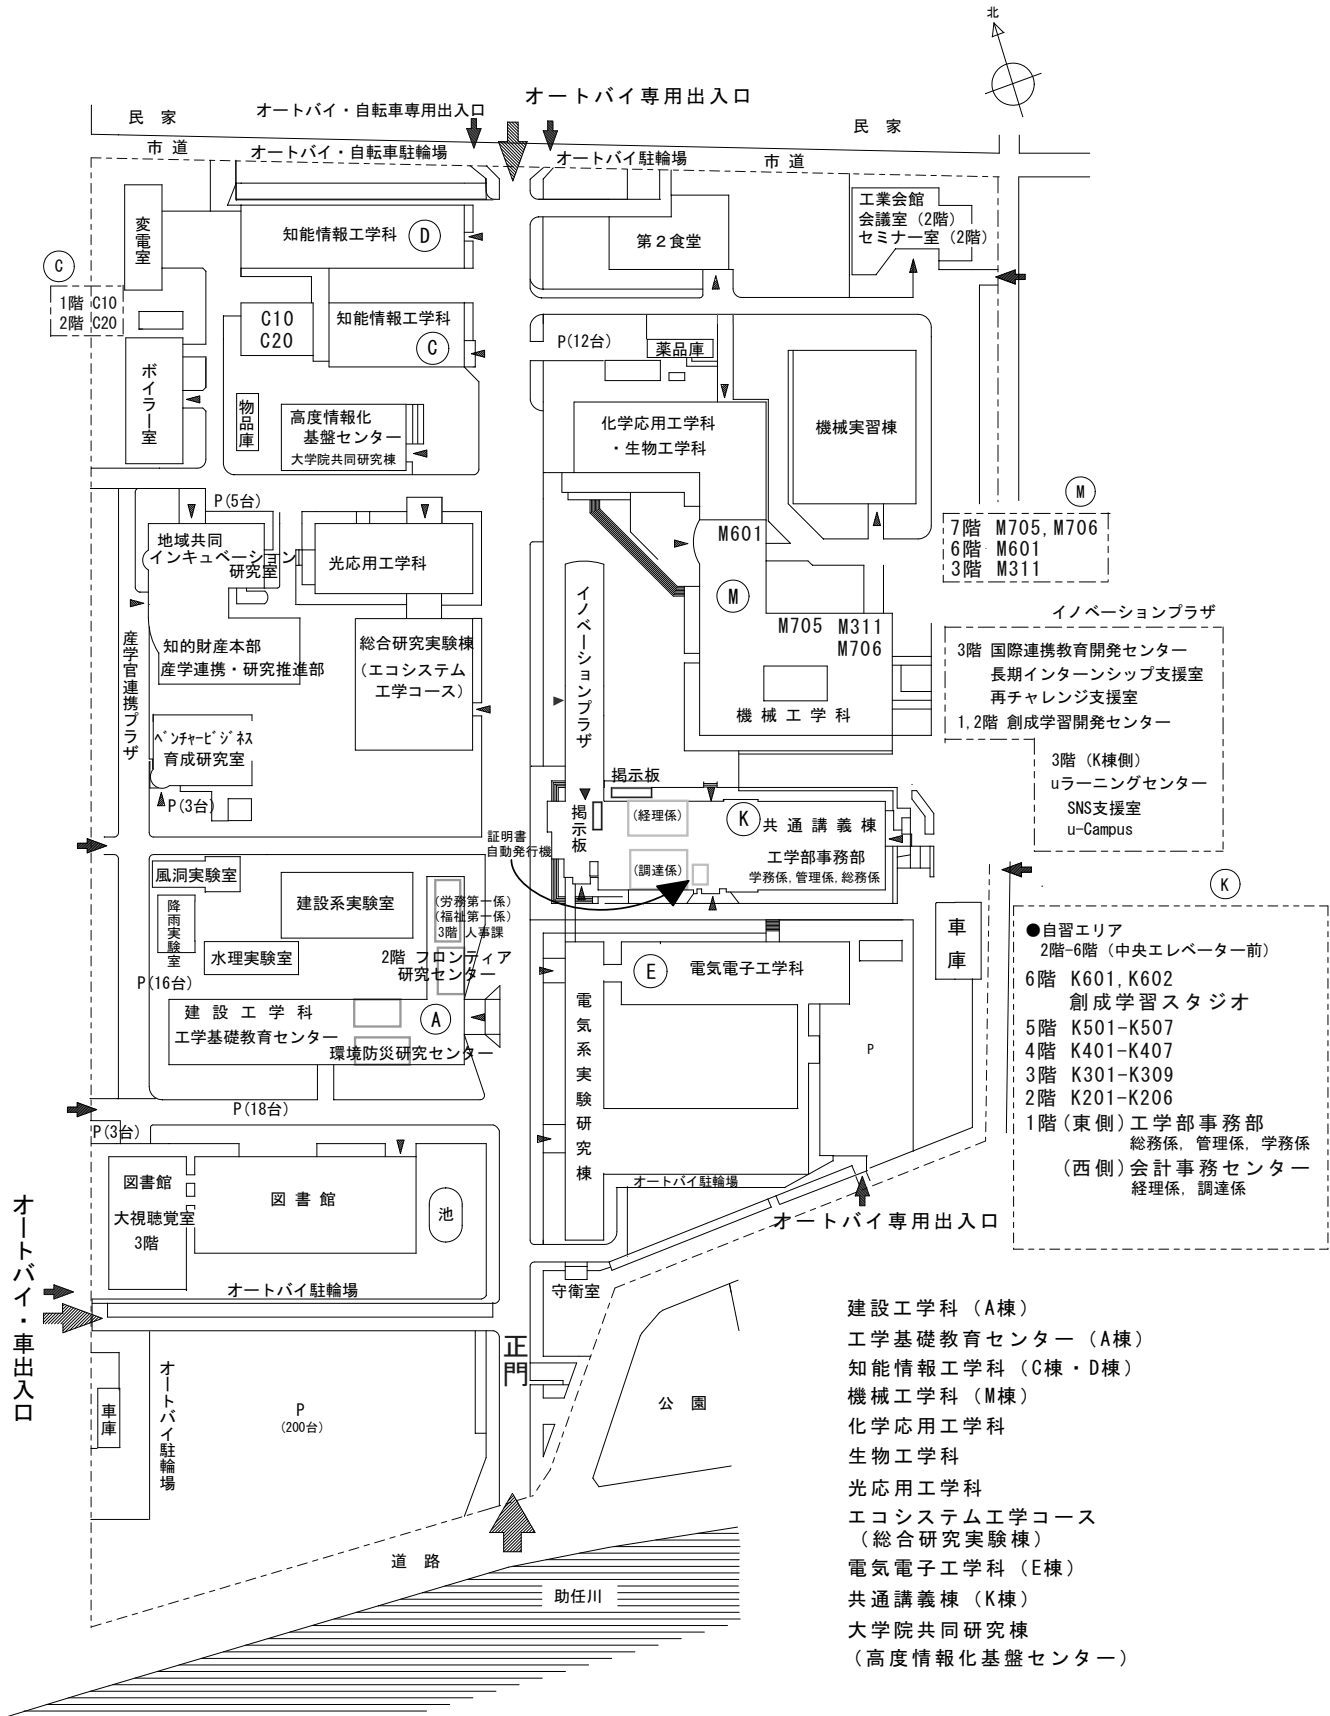 北
オートバイ専用出入口
オートバイ・自転車専用出入口
民 家
民 家
市 道
オートバイ・自転車駐輪場
オートバイ駐輪場
市 道
変電室
知能情報工学科 D
第２食堂
工業会館
会議室（2階）
セミナー室（2階）
C
1階 C10
2階 C20
C10
C20
知能情報工学科
C
P(12台)
薬品庫
ボイラー室
物品庫
高度情報化
基盤センター
大学院共同研究棟
化学応用工学科
・生物工学科
機械実習棟
M
7階 M705, M706
6階 M601
3階 M311
P(5台)
地域共同
インキュベーション
研究室
光応用工学科
M601
M
M705 M311
M706
機 械 工 学 科
イノベーションプラザ
産学官連携プラザ
知的財産本部
産学連携・研究推進部
総合研究実験棟
(エコシステム
工学コース)
イノベーションプラザ
3階 国際連携教育開発センター
長期インターンシップ支援室
再チャレンジ支援室
1,2階 創成学習開発センター
3階（K棟側）
uラーニングセンター
SNS支援室
u-Campus
ベンチャービジネス
育成研究室
P(3台)
掲示板
掲示板
(経理係)
K 共 通 講 義 棟
証明書
自動発行機
(調達係)
工学部事務部
学務係, 管理係, 総務係
風洞実験室
降雨実験室
建設系実験室
水理実験室
(労務第一係)
(福祉第一係)
3階 人事課
2階 フロンティア
研究センター
P(16台)
建 設 工 学 科
工学基礎教育センター
A
環境防災研究センター
E 電気電子工学科
電気系実験研究棟
P
車庫
K
●自習エリア
2階-6階（中央エレベーター前）
6階 K601, K602
創成学習スタジオ
5階 K501-K507
4階 K401-K407
3階 K301-K309
2階 K201-K206
1階(東側)工学部事務部
総務係, 管理係, 学務係
(西側)会計事務センター
経理係, 調達係
P(18台)
P(3台)
図書館
大視聴覚室
3階
図 書 館
池
オートバイ駐輪場
オートバイ専用出入口
オートバイ・車出入口
オートバイ駐輪場
守衛室
正門
車庫
オートバイ駐輪場
P
(200台)
公 園
道 路
助任川
建設工学科（A棟）
工学基礎教育センター（A棟）
知能情報工学科（C棟・D棟）
機械工学科（M棟）
化学応用工学科
生物工学科
光応用工学科
エコシステム工学コース
（総合研究実験棟）
電気電子工学科（E棟）
共通講義棟（K棟）
大学院共同研究棟
（高度情報化基盤センター）